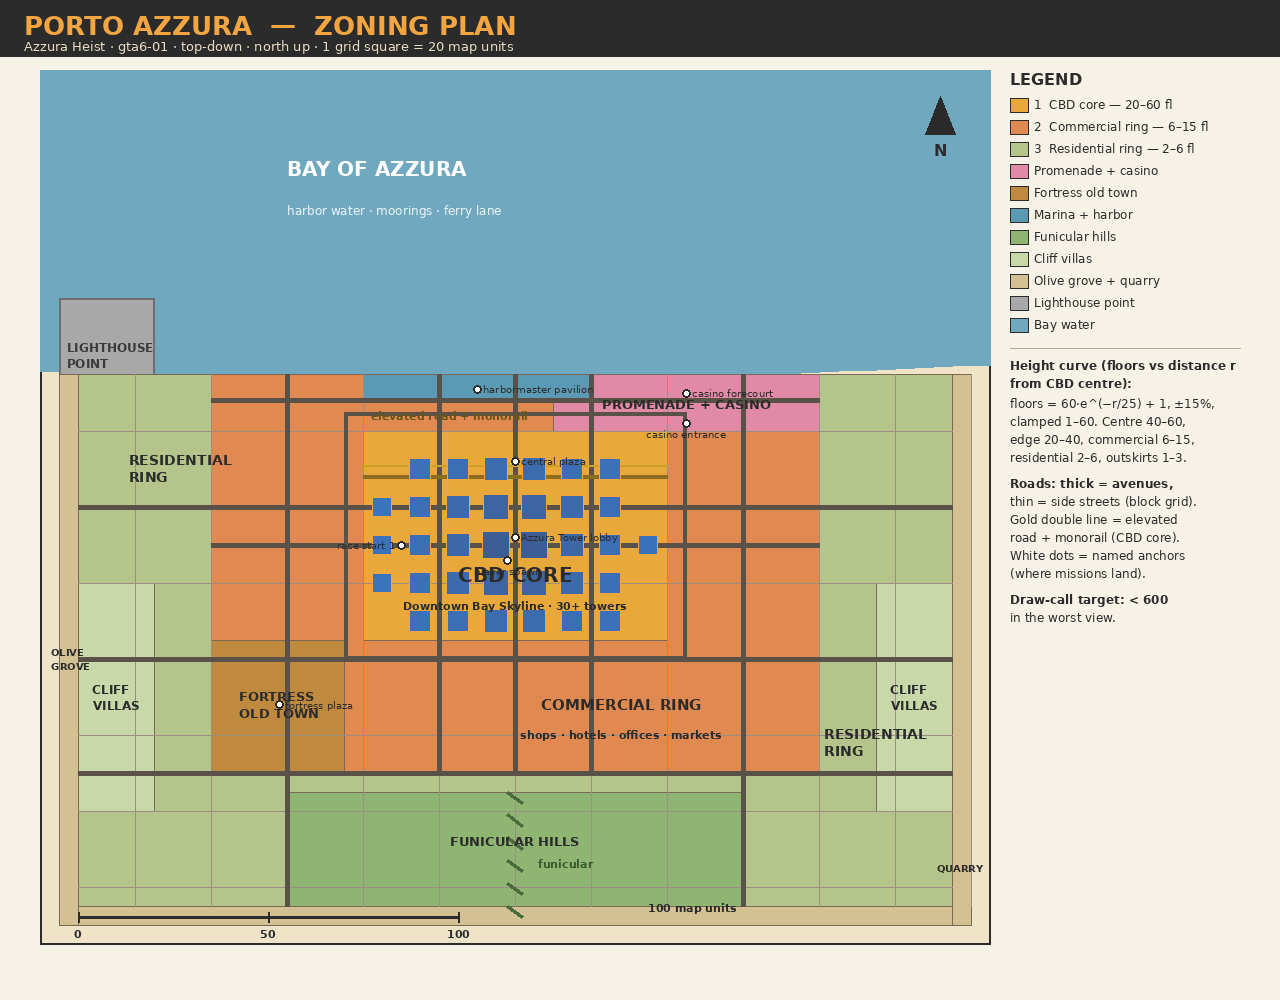 PORTO AZZURA — ZONING PLAN
Azzura Heist · gta6-01 · top-down · north up · 1 grid square = 20 map units
BAY OF AZZURA
harbor water · moorings · ferry lane
N
LIGHTHOUSE
POINT
harbormaster pavilion
casino forecourt
PROMENADE + CASINO
elevated road + monorail
casino entrance
RESIDENTIAL
RING
central plaza
Azzura Tower lobby
race start 1
CBD CORE
Downtown Bay Skyline · 30+ towers
OLIVE
GROVE
CLIFF
VILLAS
FORTRESS
OLD TOWN
fortress plaza
COMMERCIAL RING
shops · hotels · offices · markets
CLIFF
VILLAS
RESIDENTIAL
RING
FUNICULAR HILLS
funicular
QUARRY
100 map units
0
50
100
LEGEND
1 CBD core — 20–60 fl
2 Commercial ring — 6–15 fl
3 Residential ring — 2–6 fl
Promenade + casino
Fortress old town
Marina + harbor
Funicular hills
Cliff villas
Olive grove + quarry
Lighthouse point
Bay water
Height curve (floors vs distance r
from CBD centre):
floors = 60·e^(−r/25) + 1, ±15%,
clamped 1–60. Centre 40–60,
edge 20–40, commercial 6–15,
residential 2–6, outskirts 1–3.
Roads: thick = avenues,
thin = side streets (block grid).
Gold double line = elevated
road + monorail (CBD core).
White dots = named anchors
(where missions land).
Draw-call target: < 600
in the worst view.